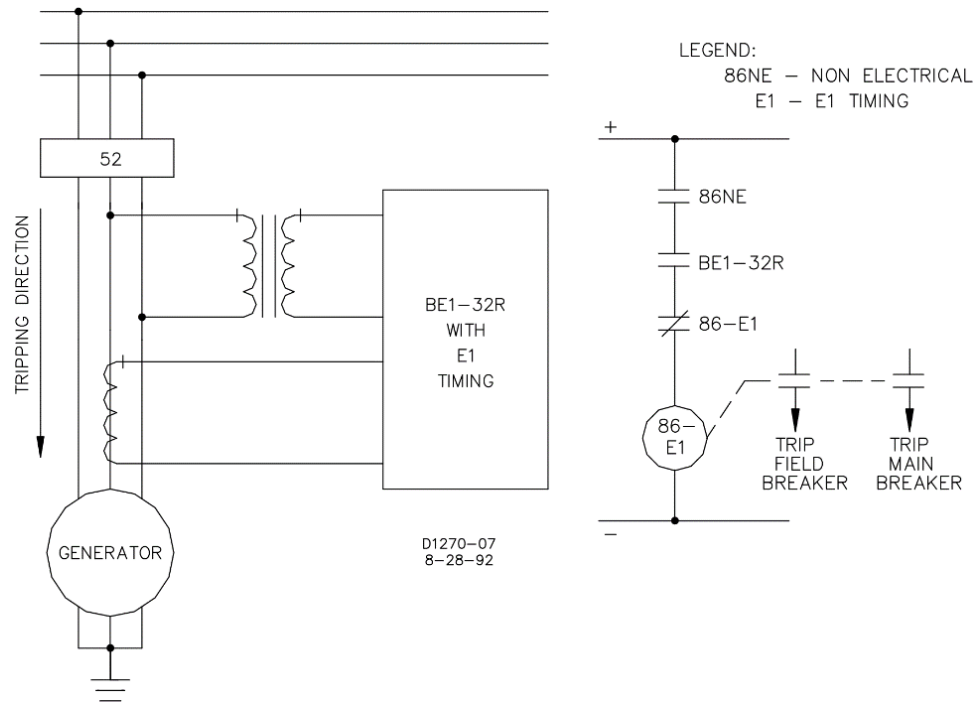 LEGEND:
86NE – NON ELECTRICAL
E1 – E1 TIMING
52
TRIPPING DIRECTION
BE1–32R
WITH
E1
TIMING
GENERATOR
D1270–07
8–28–92
+
86NE
BE1–32R
86–E1
86–
E1
TRIP
FIELD
BREAKER
TRIP
MAIN
BREAKER
–